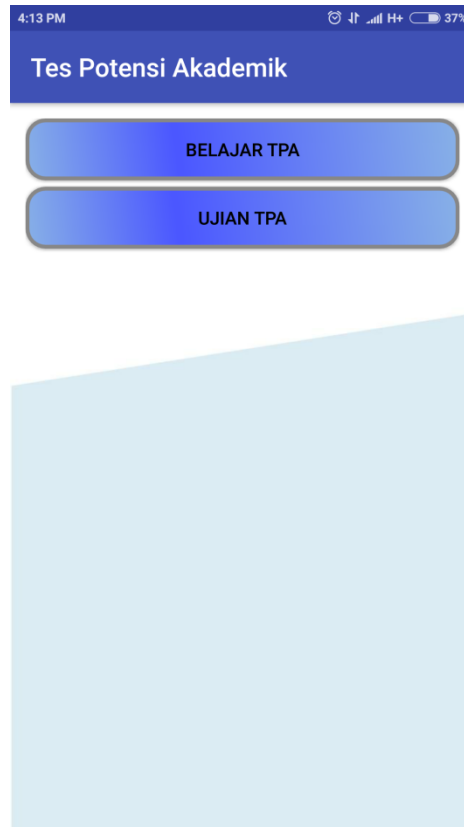 4:13 PM H+ 37%
Tes Potensi Akademik
BELAJAR TPA
UJIAN TPA